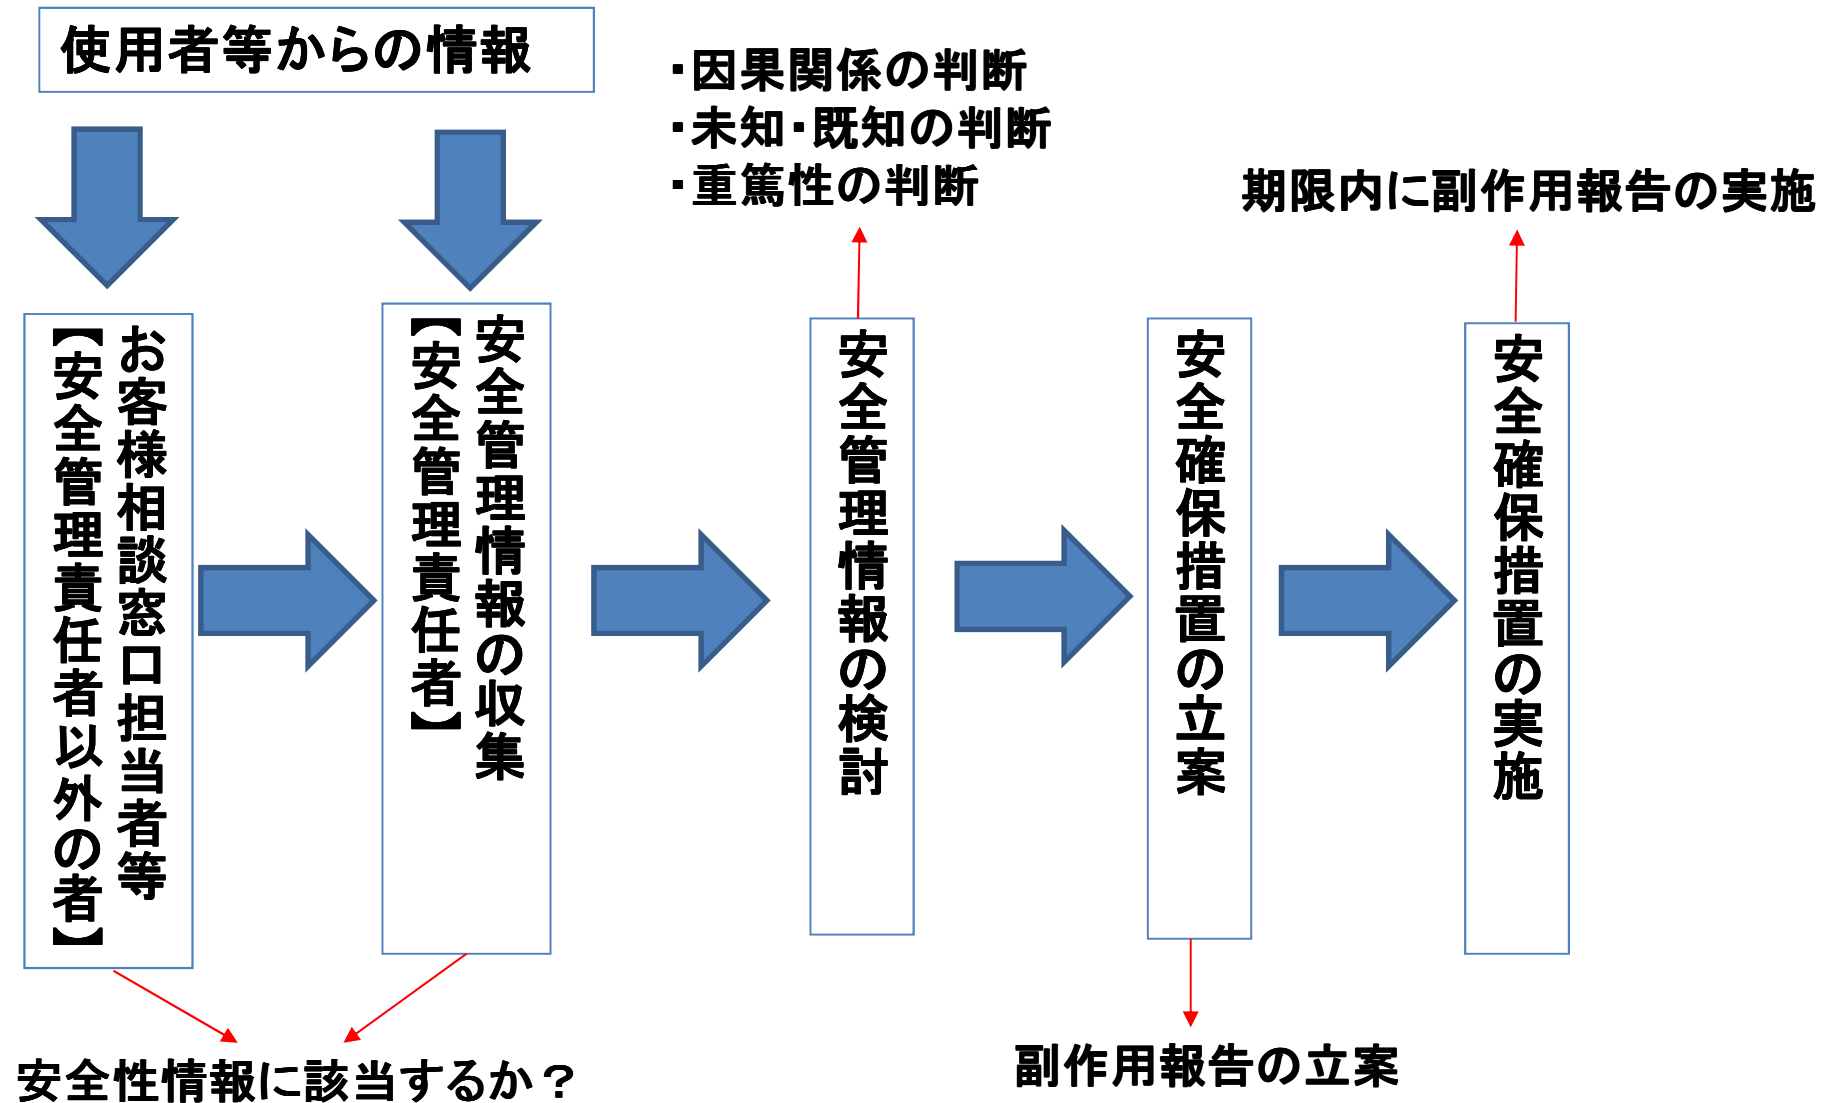 使用者等からの情報
・因果関係の判断
・未知・既知の判断
・重篤性の判断
期限内に副作用報告の実施
お客様相談窓口担当者等
【安全管理責任者以外の者】
安全管理情報の収集
【安全管理責任者】
安全管理情報の検討
安全確保措置の立案
安全確保措置の実施
安全性情報に該当するか？
副作用報告の立案